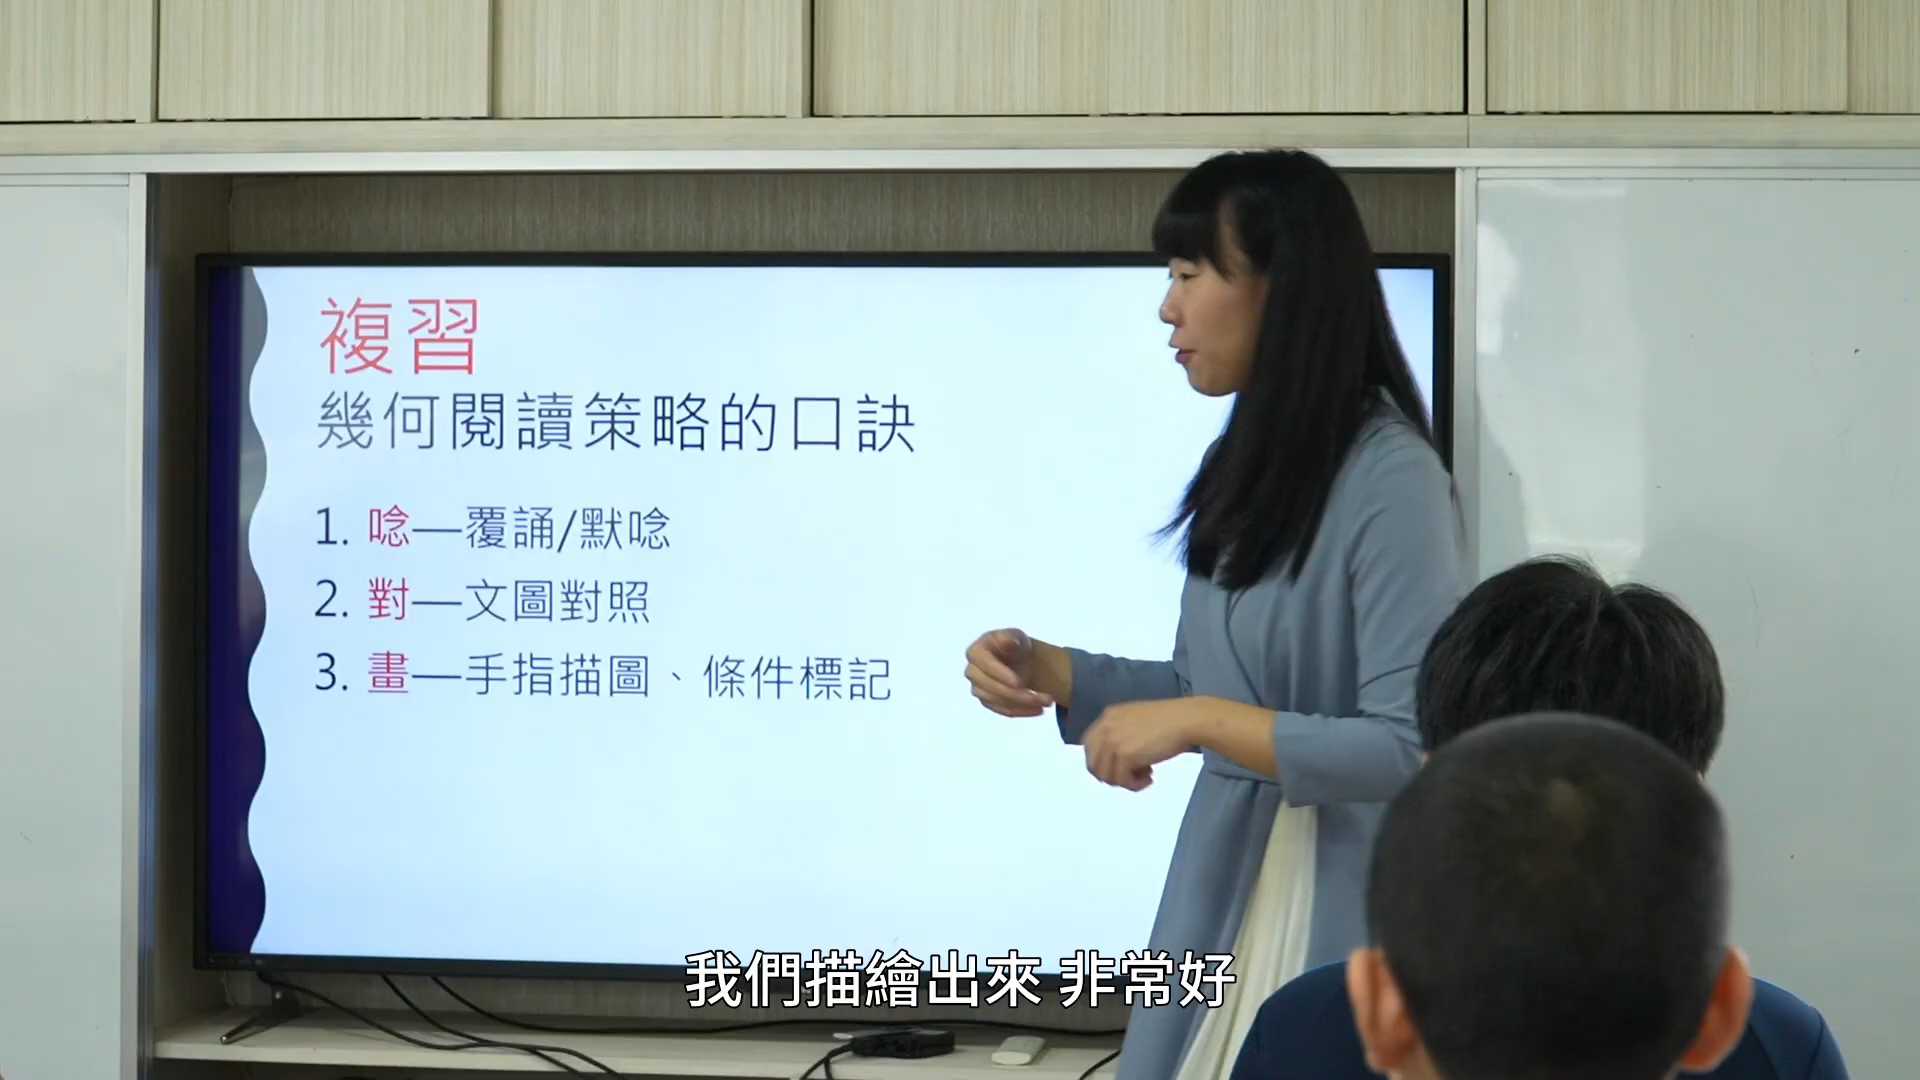 複習
幾何閱讀策略的口訣
1. 唸—覆誦/默唸
2. 對—文圖對照
3. 畫—手指描圖、條件標記
我們描繪出來 非常好